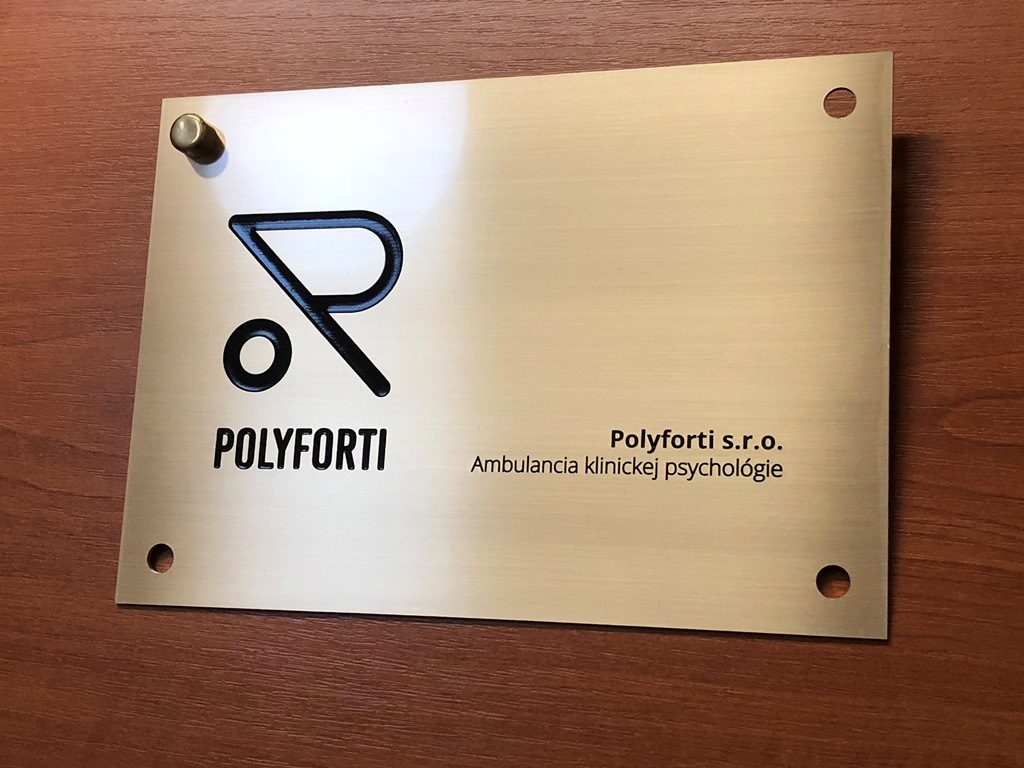 POLYFORTI
Polyforti s.r.o.
Ambulancia klinickej psychológie